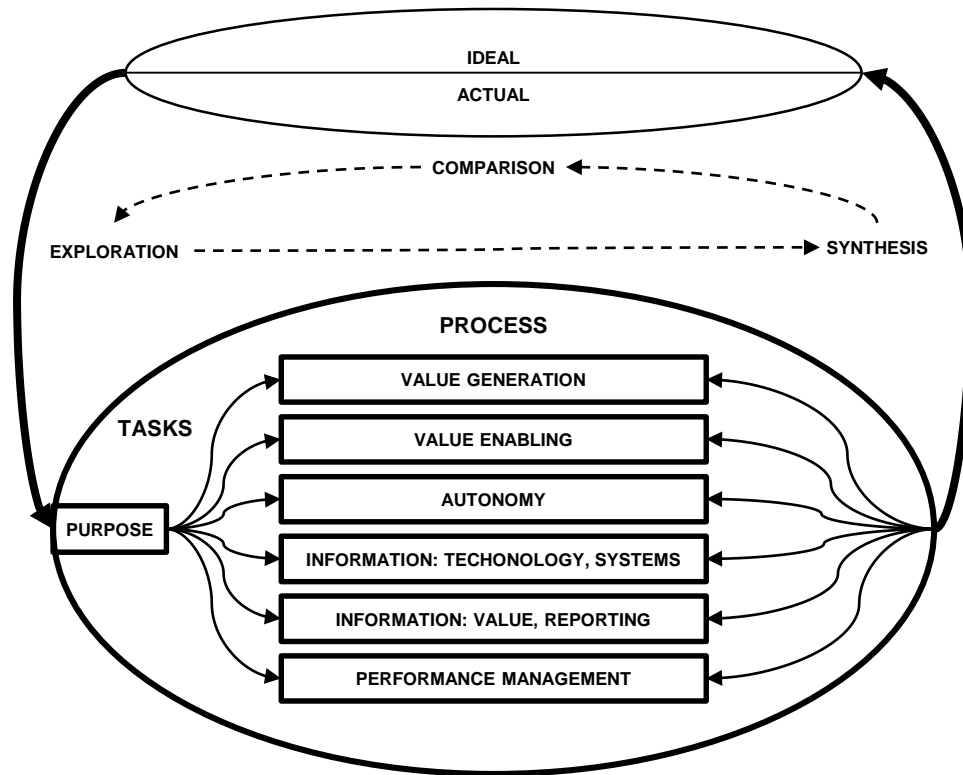 IDEAL
ACTUAL
COMPARISON
EXPLORATION
SYNTHESIS
PROCESS
VALUE GENERATION
TASKS
VALUE ENABLING
AUTONOMY
PURPOSE
INFORMATION: TECHONOLOGY, SYSTEMS
INFORMATION: VALUE, REPORTING
PERFORMANCE MANAGEMENT